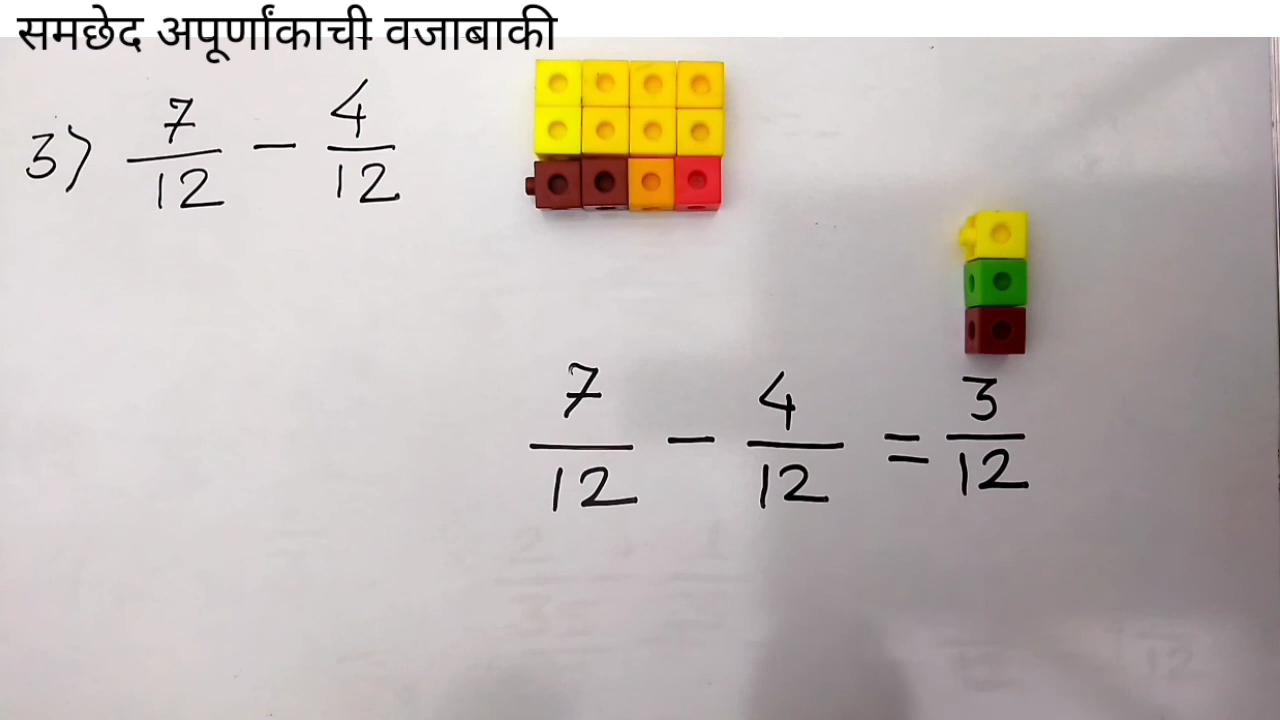 समछेद अपूर्णांकाची वजाबाकी
3) 7/12 - 4/12
7/12 - 4/12 = 3/12